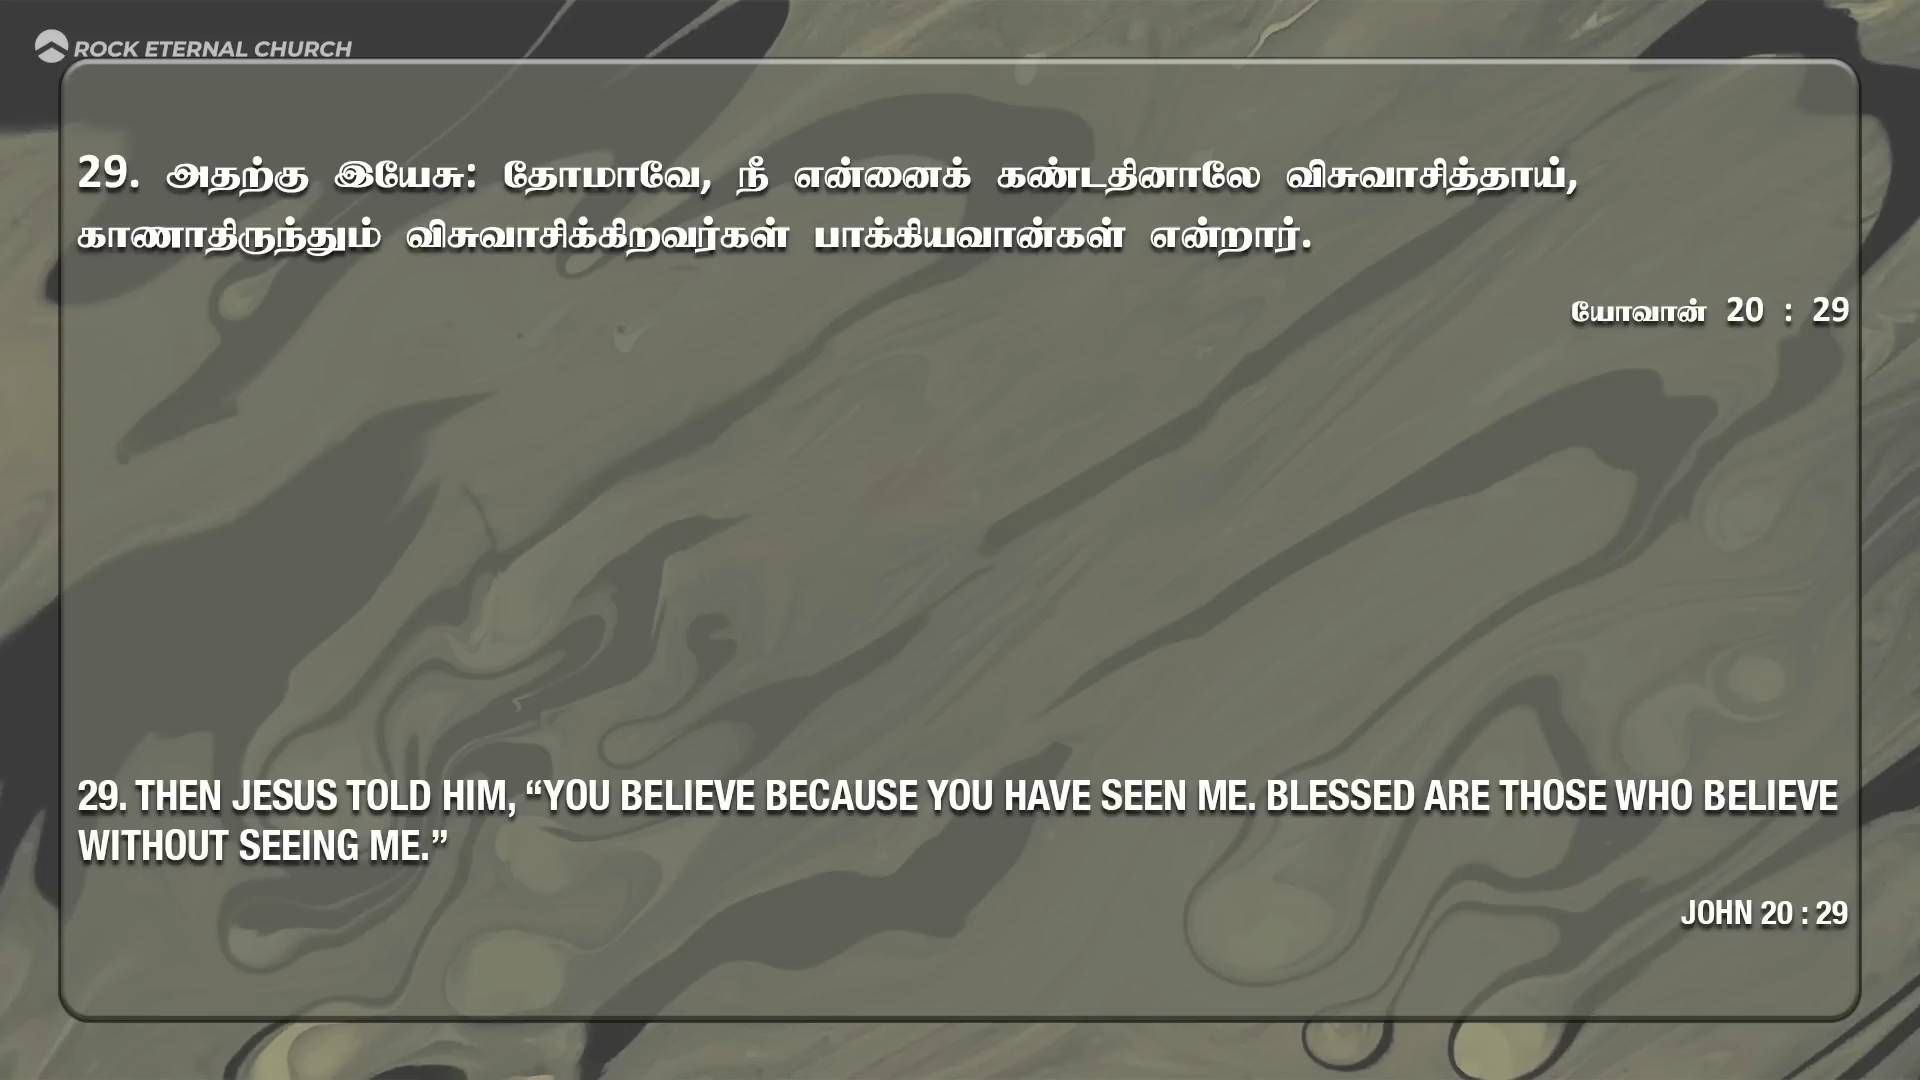 ROCK ETERNAL CHURCH
29. அதற்கு இயேசு: தோமாவே, நீ என்னைக் கண்டதினாலே விசுவாசித்தாய்,
காணாதிருந்தும் விசுவாசிக்கிறவர்கள் பாக்கியவான்கள் என்றார்.
யோவான் 20 : 29
29. THEN JESUS TOLD HIM, “YOU BELIEVE BECAUSE YOU HAVE SEEN ME. BLESSED ARE THOSE WHO BELIEVE
WITHOUT SEEING ME.”
JOHN 20 : 29